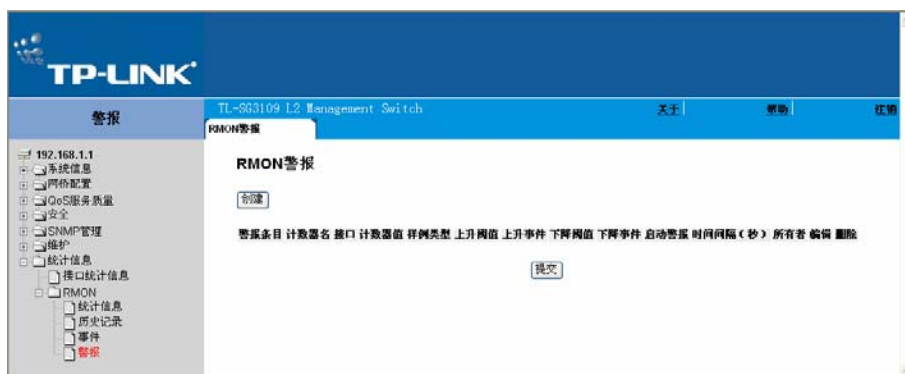 TP-LINK
警报
TL-SG3109 L2 Management Switch
关于
帮助
注销
RMON警报
192.168.1.1
系统信息
网桥配置
QoS服务质量
安全
SNMP管理
维护
统计信息
接口统计信息
RMON
统计信息
历史记录
事件
警报
RMON警报
创建
警报条目 计数器名 接口 计数器值 样例类型 上升阀值 上升事件 下降阀值 下降事件 启动警报 时间间隔(秒) 所有者 编辑 删除
提交